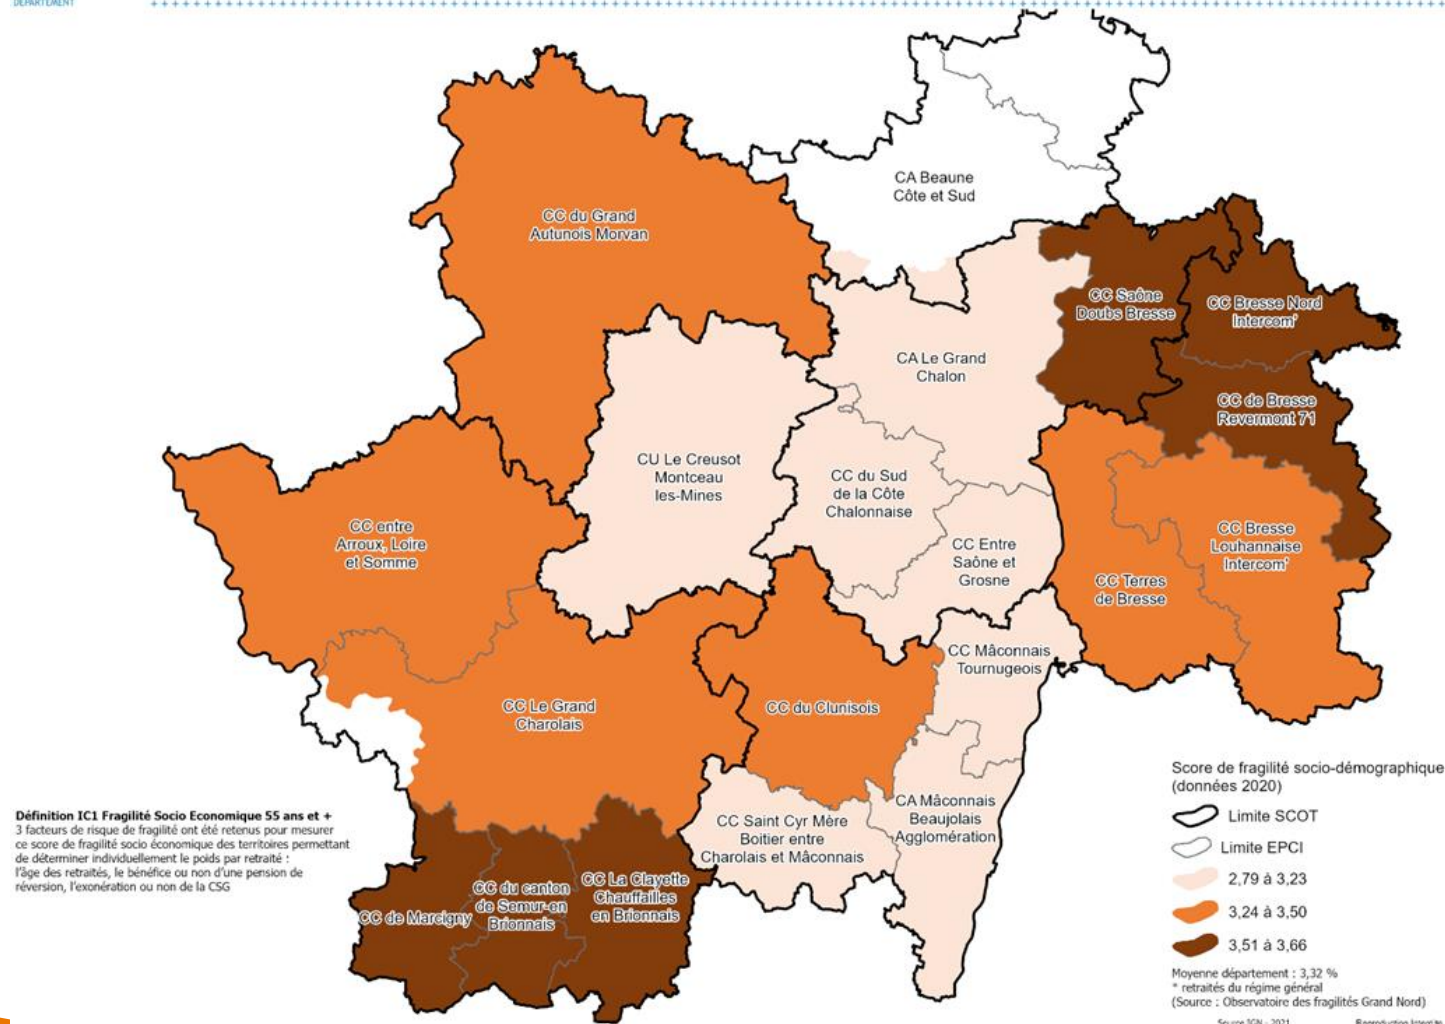 DÉPARTEMENT
CA Beaune
Côte et Sud
CC du Grand
Autunois Morvan
CC Saône
Doubs Bresse
CC Bresse Nord
Intercom'
CA Le Grand
Chalon
CC de Bresse
Revermont 71
CU Le Creusot
Montceau
les-Mines
CC du Sud
de la Côte
Chalonnaise
CC entre
Arroux, Loire
et Somme
CC Entre
Saône et
Grosne
CC Bresse
Louhannaise
Intercom'
CC Terres
de Bresse
CC Mâconnais
Tournugeois
CC Le Grand
Charolais
CC du Clunisois
CA Mâconnais
Beaujolais
Agglomération
CC Saint Cyr Mère
Boitier entre
Charolais et Mâconnais
CC de Marcigny
CC du canton
de Semur-en
Brionnais
CC La Clayette
Chauffailles
en Brionnais
Définition IC1 Fragilité Socio Economique 55 ans et +
3 facteurs de risque de fragilité ont été retenus pour mesurer
ce score de fragilité socio économique des territoires permettant
de déterminer individuellement le poids par retraité :
l'âge des retraités, le bénéfice ou non d'une pension de
réversion, l'exonération ou non de la CSG
Score de fragilité socio-démographique
(données 2020)
Limite SCOT
Limite EPCI
2,79 à 3,23
3,24 à 3,50
3,51 à 3,66
Moyenne département : 3,32 %
* retraités du régime général
(Source : Observatoire des fragilités Grand Nord)
Source IGN - 2021
Reproduction